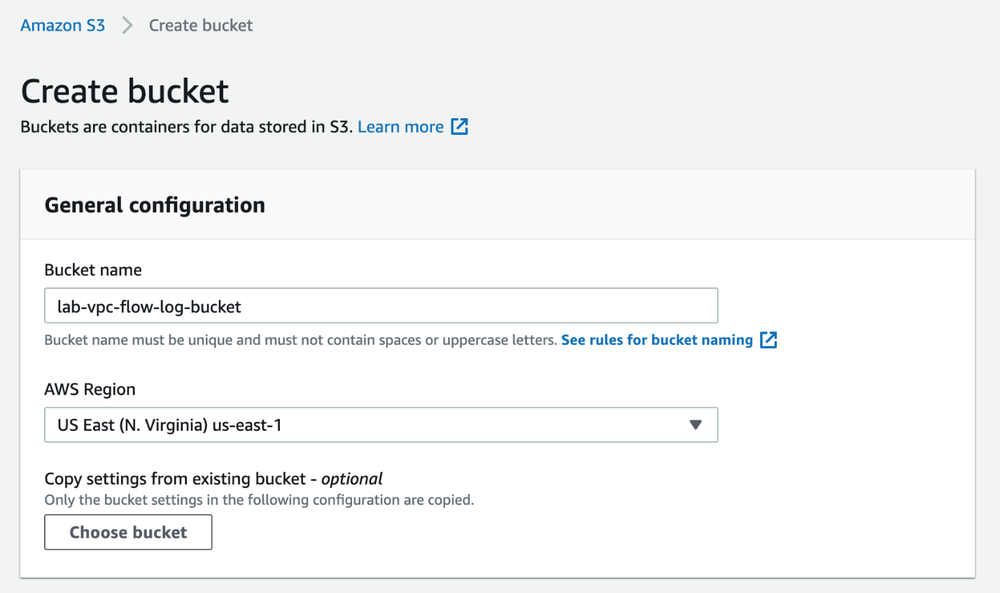 Amazon S3 Create bucket
Create bucket
Buckets are containers for data stored in S3. Learn more
General configuration
Bucket name
lab-vpc-flow-log-bucket
Bucket name must be unique and must not contain spaces or uppercase letters. See rules for bucket naming
AWS Region
US East (N. Virginia) us-east-1
Copy settings from existing bucket - optional
Only the bucket settings in the following configuration are copied.
Choose bucket